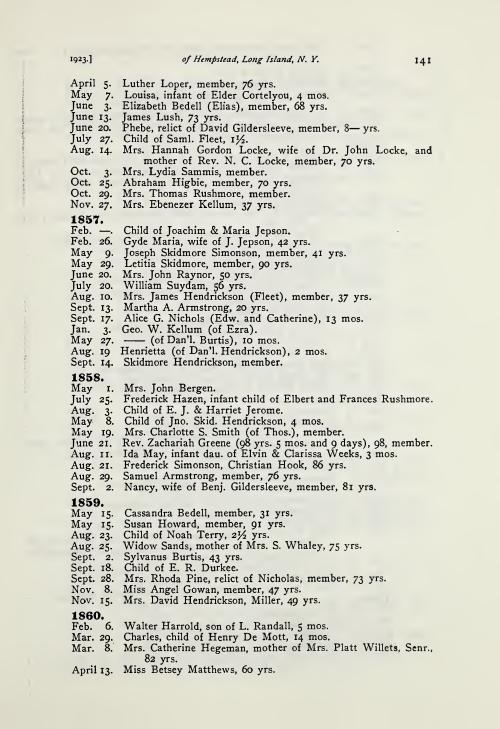 1923.] of Hempstead, Long Island, N. Y. 141
April 5. Luther Loper, member, 76 yrs.
May 7. Louisa, infant of Elder Cortelyou, 4 mos.
June 3. Elizabeth Bedell (Elias), member, 68 yrs.
June 13. James Lush, 73 yrs.
June 20. Phebe, relict of David Gildersleeve, member, 8— yrs.
July 27. Child of Saml. Fleet, 1½.
Aug. 14. Mrs. Hannah Gordon Locke, wife of Dr. John Locke, and
mother of Rev. N. C. Locke, member, 70 yrs.
Oct. 3. Mrs. Lydia Sammis, member.
Oct. 25. Abraham Higbie, member, 70 yrs.
Oct. 29. Mrs. Thomas Rushmore, member.
Nov. 27. Mrs. Ebenezer Kellum, 37 yrs.
1857.
Feb. —. Child of Joachim & Maria Jepson.
Feb. 26. Gyde Maria, wife of J. Jepson, 42 yrs.
May 9. Joseph Skidmore Simonson, member, 41 yrs.
May 29. Letitia Skidmore, member, 90 yrs.
June 20. Mrs. John Raynor, 50 yrs.
July 20. William Suydam, 56 yrs.
Aug. 10. Mrs. James Hendrickson (Fleet), member, 37 yrs.
Sept. 13. Martha A. Armstrong, 20 yrs.
Sept. 17. Alice G. Nichols (Edw. and Catherine), 13 mos.
Jan. 3. Geo. W. Kellum (of Ezra).
May 27. —— (of Dan'l. Burtis), 10 mos.
Aug. 19 Henrietta (of Dan'l. Hendrickson), 2 mos.
Sept. 14. Skidmore Hendrickson, member.
1858.
May 1. Mrs. John Bergen.
July 25. Frederick Hazen, infant child of Elbert and Frances Rushmore.
Aug. 3. Child of E. J. & Harriet Jerome.
May 8. Child of Jno. Skid. Hendrickson, 4 mos.
May 19. Mrs. Charlotte S. Smith (of Thos.), member.
June 21. Rev. Zachariah Greene (98 yrs. 5 mos. and 9 days), 98, member.
Aug. 11. Ida May, infant dau. of Elvin & Clarissa Weeks, 3 mos.
Aug. 21. Frederick Simonson, Christian Hook, 86 yrs.
Aug. 29. Samuel Armstrong, member, 76 yrs.
Sept. 2. Nancy, wife of Benj. Gildersleeve, member, 81 yrs.
1859.
May 15. Cassandra Bedell, member, 31 yrs.
May 15. Susan Howard, member, 91 yrs.
Aug. 23. Child of Noah Terry, 2½ yrs.
Aug. 25. Widow Sands, mother of Mrs. S. Whaley, 75 yrs.
Sept. 2. Sylvanus Burtis, 43 yrs.
Sept. 18. Child of E. R. Durkee.
Sept. 28. Mrs. Rhoda Pine, relict of Nicholas, member, 73 yrs.
Nov. 8. Miss Angel Gowan, member, 47 yrs.
Nov. 15. Mrs. David Hendrickson, Miller, 49 yrs.
1860.
Feb. 6. Walter Harrold, son of L. Randall, 5 mos.
Mar. 29. Charles, child of Henry De Mott, 14 mos.
Mar. 8. Mrs. Catherine Hegeman, mother of Mrs. Platt Willets, Senr.,
82 yrs.
April 13. Miss Betsey Matthews, 60 yrs.